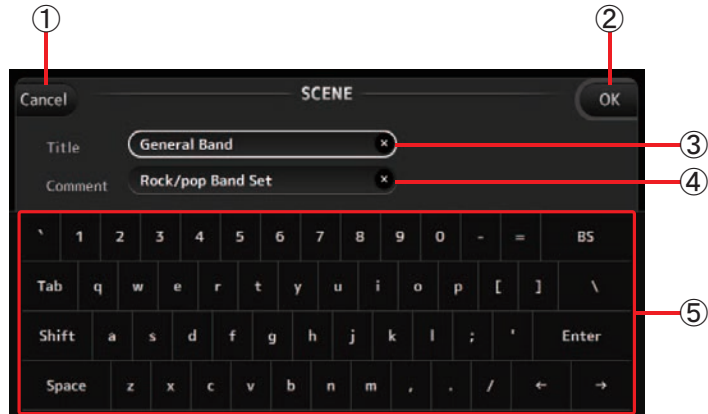 ① ②
Cancel SCENE OK
Title General Band × ③
Comment Rock/pop Band Set × ④
` 1 2 3 4 5 6 7 8 9 0 - = BS
Tab q w e r t y u i o p [ ] \
Shift a s d f g h j k l ; ' Enter ⑤
Space z x c v b n m , . / ← →